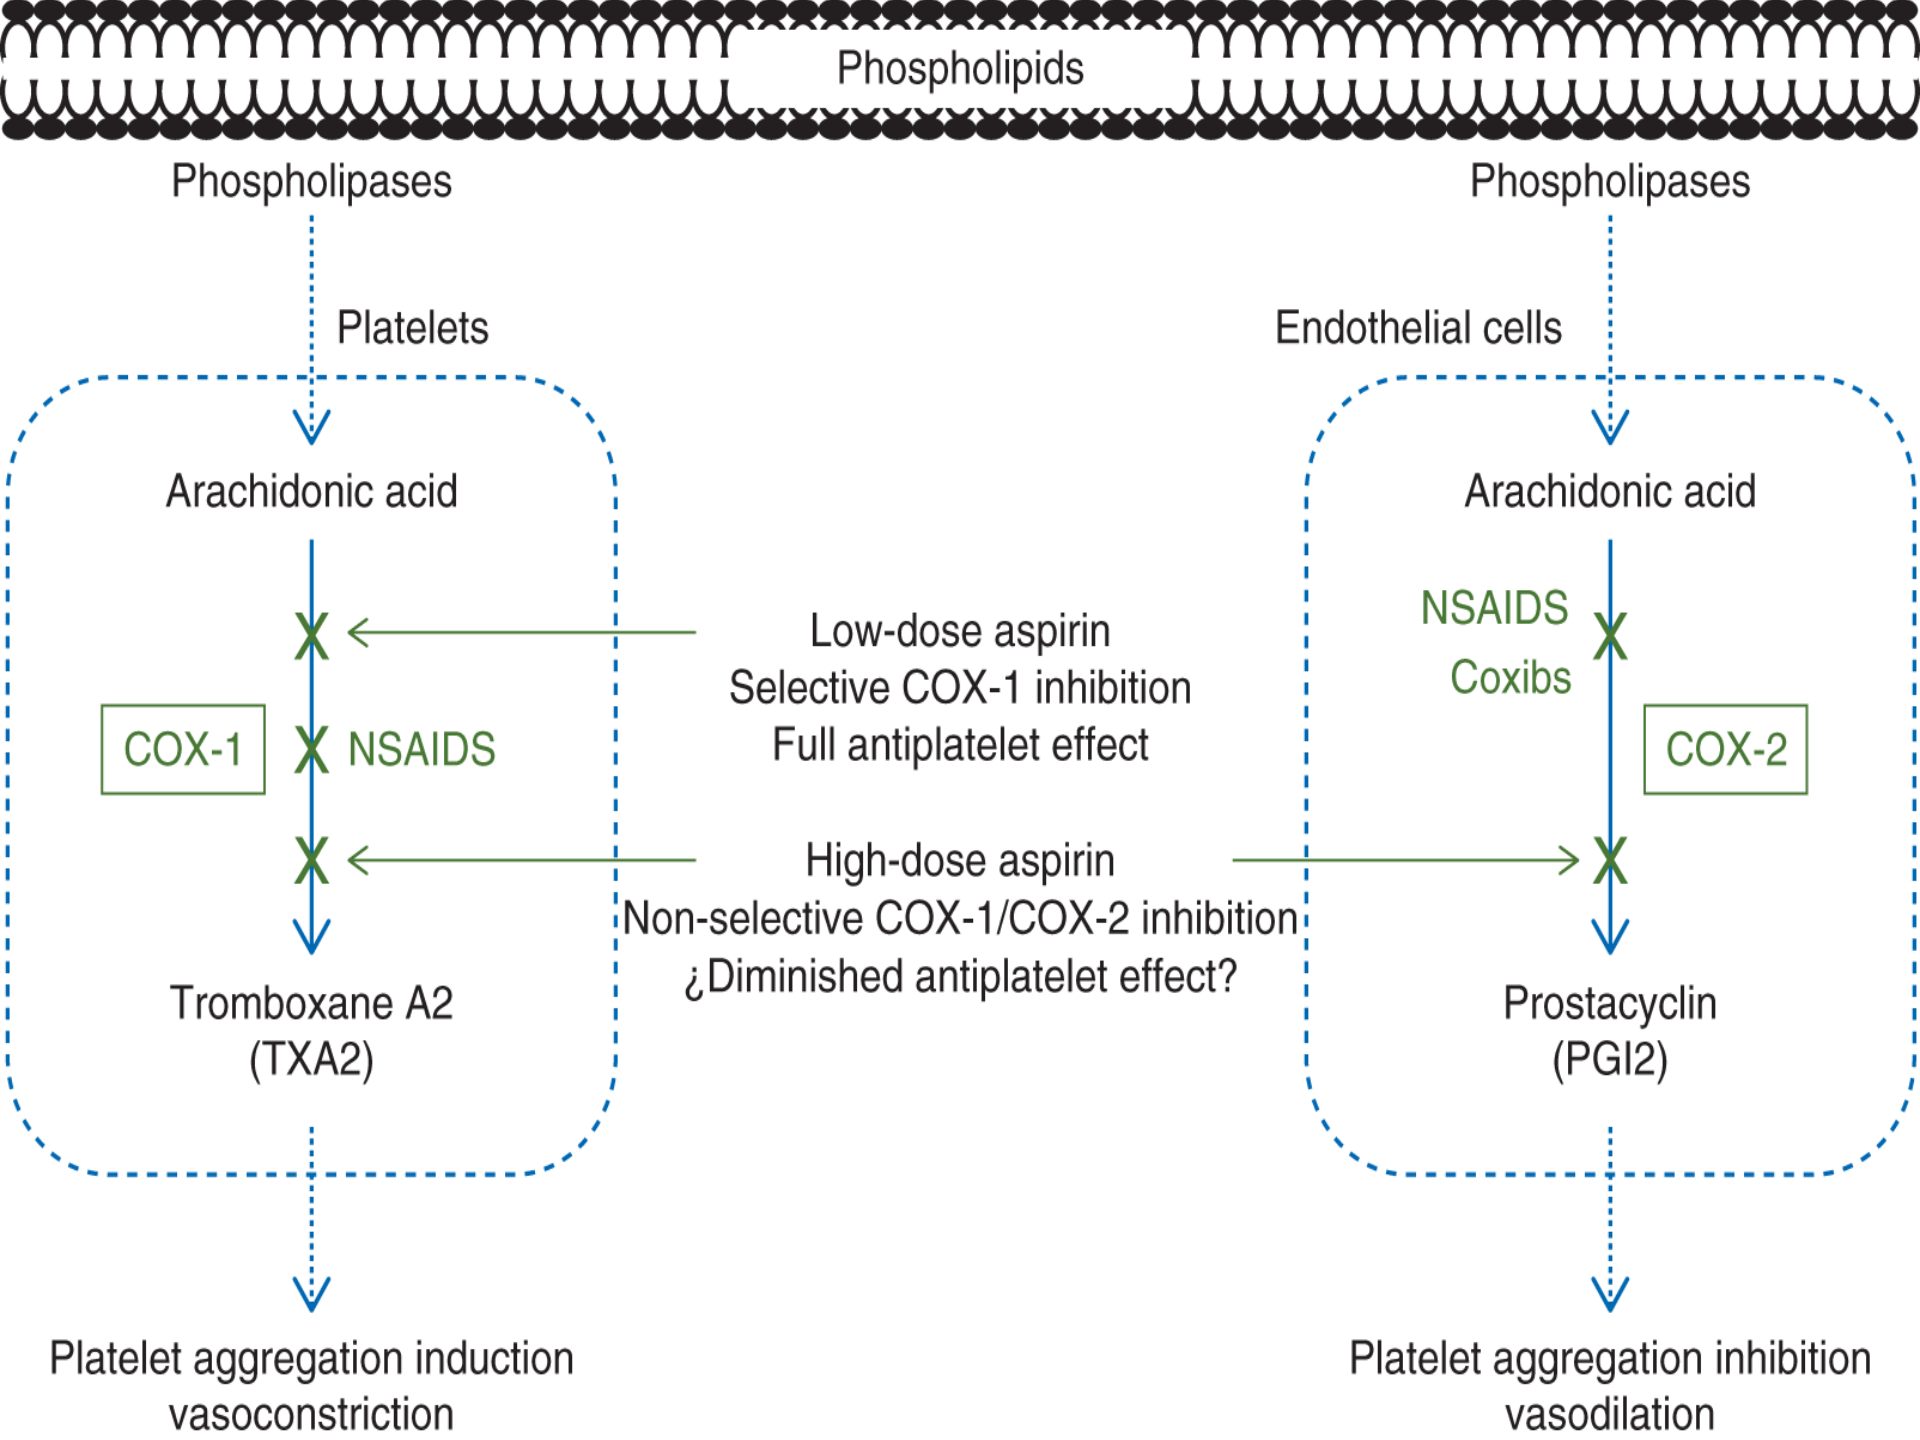 Phospholipids
Phospholipases
Phospholipases
Platelets
Endothelial cells
Arachidonic acid
Arachidonic acid
Low-dose aspirin
Selective COX-1 inhibition
Full antiplatelet effect
NSAIDS
Coxibs
COX-1
NSAIDS
COX-2
High-dose aspirin
Non-selective COX-1/COX-2 inhibition
¿Diminished antiplatelet effect?
Tromboxane A2
(TXA2)
Prostacyclin
(PGI2)
Platelet aggregation induction
vasoconstriction
Platelet aggregation inhibition
vasodilation
X
X
X
X
X